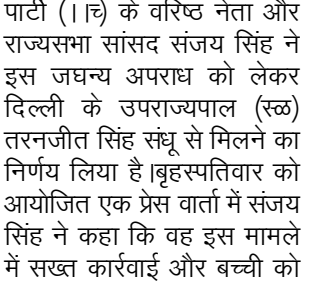 पार्टी (।।च) के वरिष्ठ नेता और
राज्यसभा सांसद संजय सिंह ने
इस जघन्य अपराध को लेकर
दिल्ली के उपराज्यपाल (स्ळ)
तरनजीत सिंह संधू से मिलने का
निर्णय लिया है।बृहस्पतिवार को
आयोजित एक प्रेस वार्ता में संजय
सिंह ने कहा कि वह इस मामले
में सख्त कार्रवाई और बच्ची को